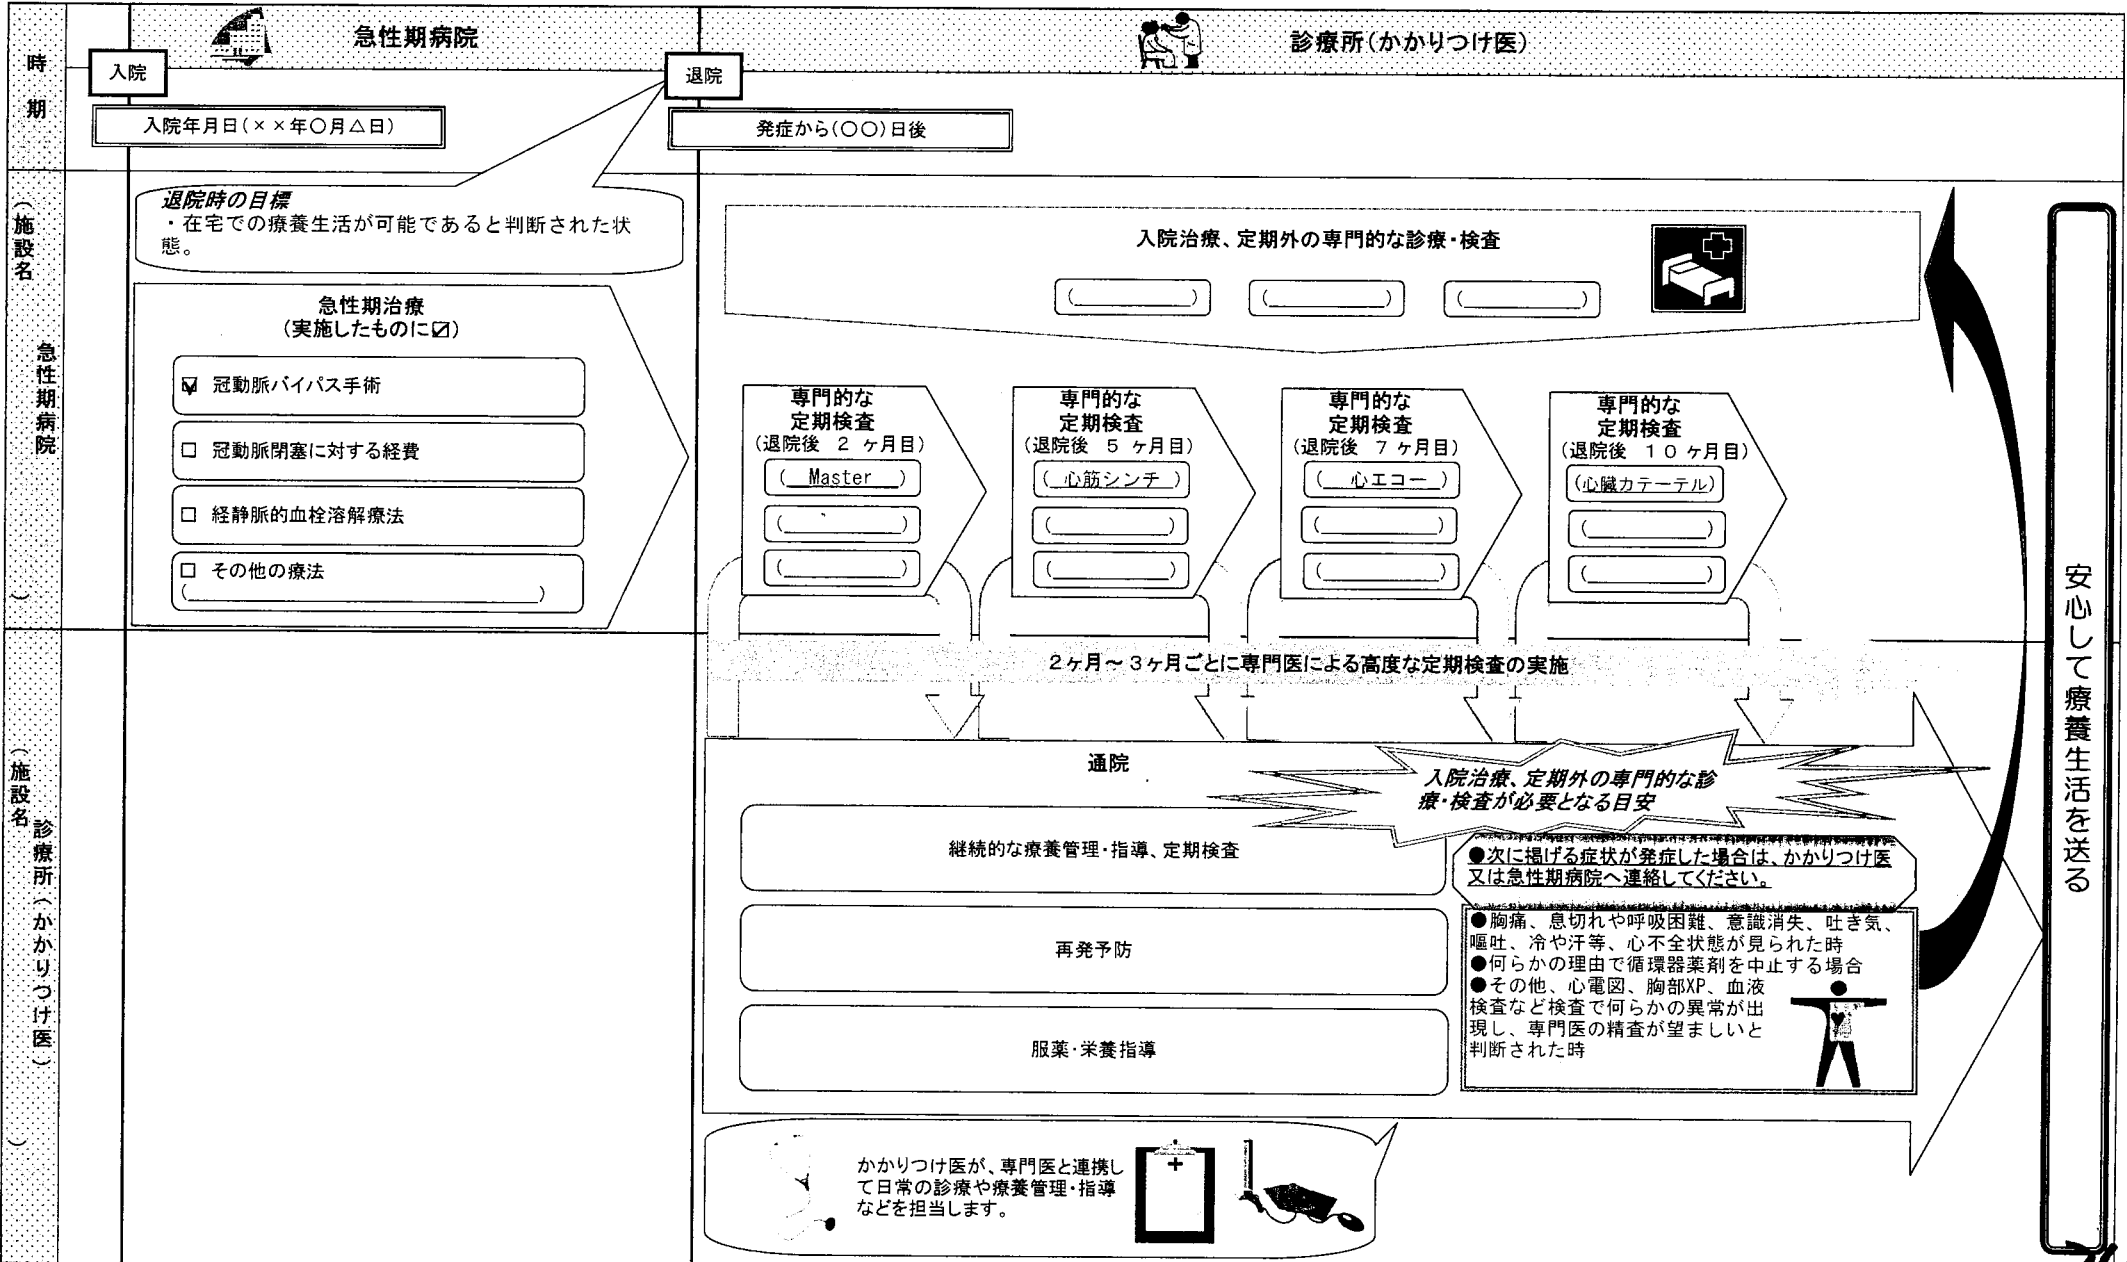 時期
急性期病院
診療所(かかりつけ医)
入院
退院
入院年月日(××年〇月△日)
発症から(〇〇)日後
(施設名 急性期病院 )
退院時の目標
・在宅での療養生活が可能であると判断された状
態。
急性期治療
(実施したものに☑)
☑ 冠動脈バイパス手術
□ 冠動脈閉塞に対する経費
□ 経静脈的血栓溶解療法
□ その他の療法
( )
入院治療、定期外の専門的な診療・検査
( ) ( ) ( )
専門的な
定期検査
(退院後 2 ヶ月目)
( Master )
( )
( )
専門的な
定期検査
(退院後 5 ヶ月目)
( 心筋シンチ )
( )
( )
専門的な
定期検査
(退院後 7 ヶ月目)
( 心エコー )
( )
( )
専門的な
定期検査
(退院後 10 ヶ月目)
(心臓カテーテル)
( )
( )
2ヶ月～3ヶ月ごとに専門医による高度な定期検査の実施
(施設名 診療所(かかりつけ医) )
通院
継続的な療養管理・指導、定期検査
再発予防
服薬・栄養指導
入院治療、定期外の専門的な診
療・検査が必要となる目安
●次に掲げる症状が発症した場合は、かかりつけ医
又は急性期病院へ連絡してください。
●胸痛、息切れや呼吸困難、意識消失、吐き気、
嘔吐、冷や汗等、心不全状態が見られた時
●何らかの理由で循環器薬剤を中止する場合
●その他、心電図、胸部XP、血液
検査など検査で何らかの異常が出
現し、専門医の精査が望ましいと
判断された時
かかりつけ医が、専門医と連携し
て日常の診療や療養管理・指導
などを担当します。
安心して療養生活を送る